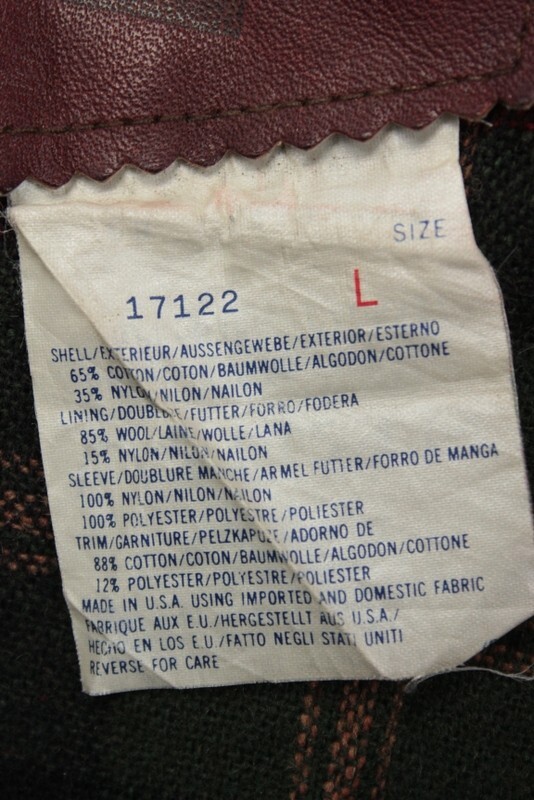 SIZE
17122 L
SHELL/EXTERIEUR/AUSSENGEWEBE/EXTERIOR/ESTERNO
65% COTTON/COTON/BAUMWOLLE/ALGODON/COTTONE
35% NYLON/NILON/NAILON
LINING/DOUBLURE/FUTTER/FORRO/FODERA
85% WOOL/LAINE/WOLLE/LANA
15% NYLON/NILON/NAILON
SLEEVE/DOUBLURE MANCHE/ARMEL FUTTER/FORRO DE MANGA
100% NYLON/NILON/NAILON
100% POLYESTER/POLYESTRE/POLIESTER
TRIM/GARNITURE/PELZKAPUZE/ADORNO DE
88% COTTON/COTON/BAUMWOLLE/ALGODON/COTTONE
12% POLYESTER/POLYESTRE/POLIESTER
MADE IN U.S.A. USING IMPORTED AND DOMESTIC FABRIC
FABRIQUE AUX E.U./HERGESTELLT AUS U.S.A./
HECHO EN LOS E.U./FATTO NEGLI STATI UNITI
REVERSE FOR CARE